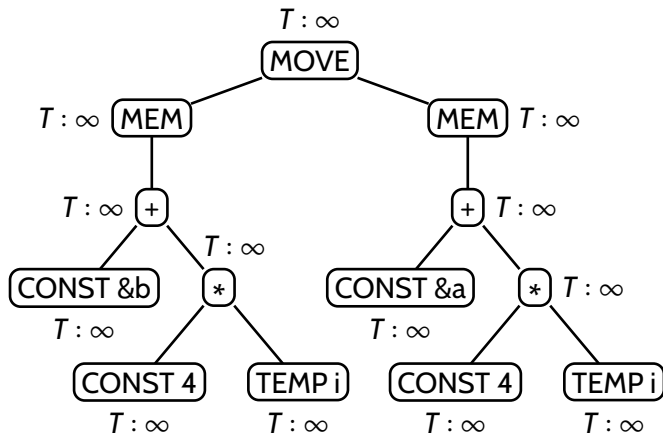 T : ∞
MOVE
T : ∞ MEM MEM T : ∞
T : ∞ + + T : ∞
T : ∞
CONST &b * CONST &a * T : ∞
T : ∞ T : ∞
CONST 4 TEMP i CONST 4 TEMP i
T : ∞ T : ∞ T : ∞ T : ∞